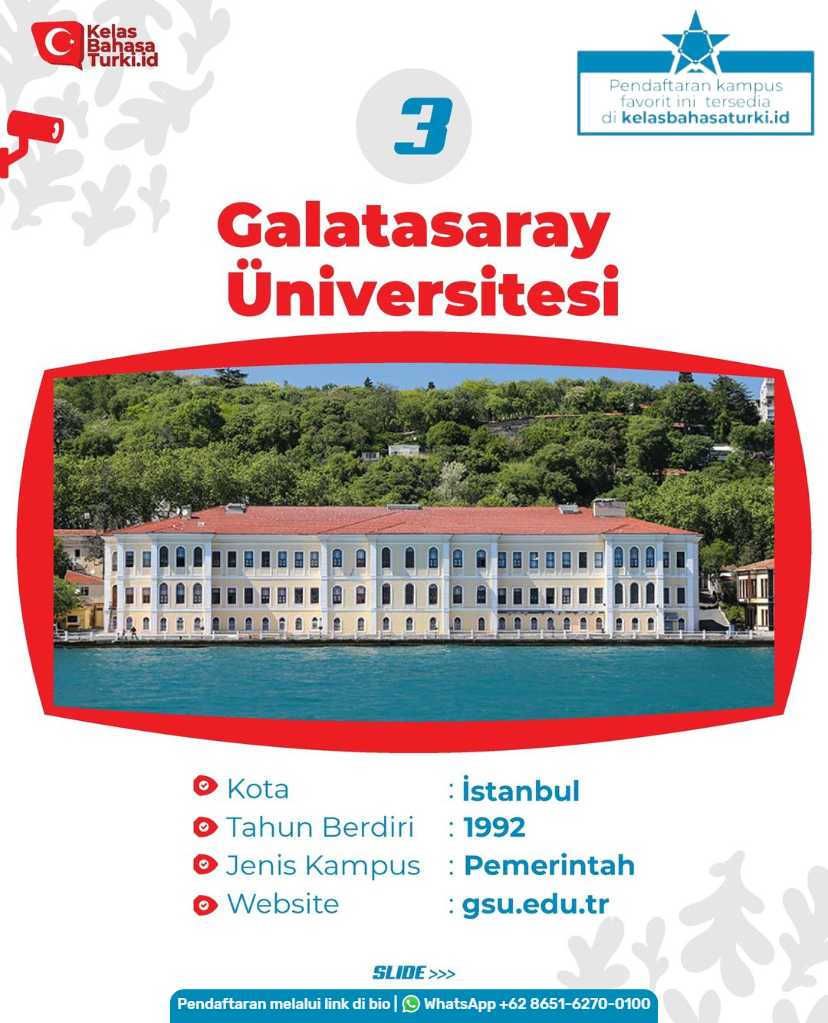 Kelas
Bahasa
Turki.id
Pendaftaran kampus
favorit ini tersedia
di kelasbahasaturki.id
3
Galatasaray
Üniversitesi
Kota : İstanbul
Tahun Berdiri : 1992
Jenis Kampus : Pemerintah
Website : gsu.edu.tr
SLIDE >>>
Pendaftaran melalui link di bio | WhatsApp +62 8651-6270-0100